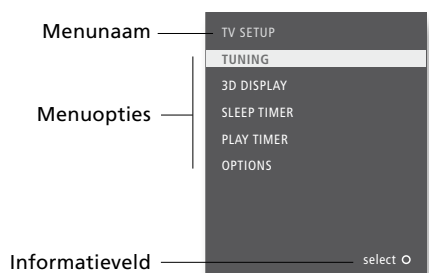 Menunaam
TV SETUP
TUNING
3D DISPLAY
Menuopties
SLEEP TIMER
PLAY TIMER
OPTIONS
Informatieveld
select